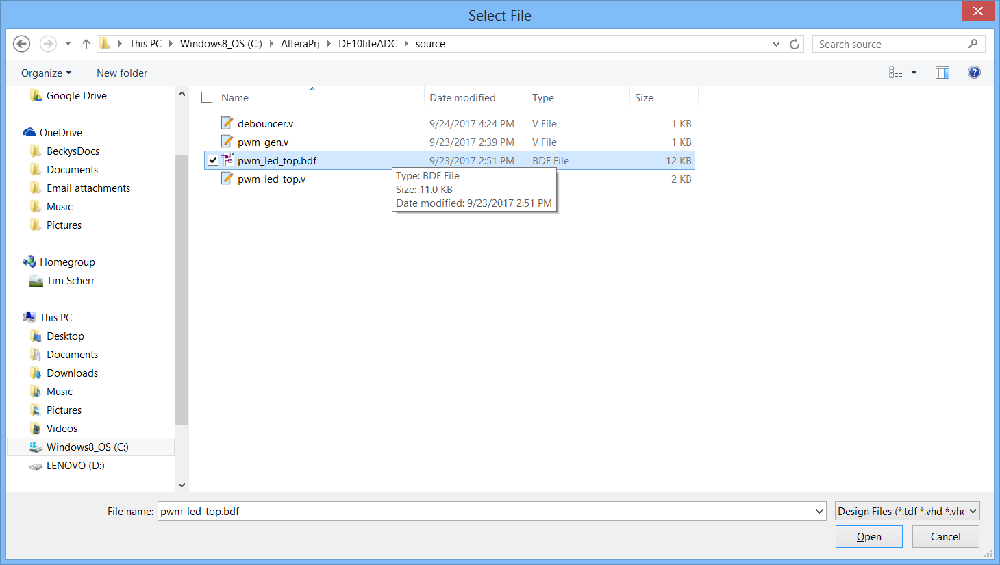 Select File
This PC Windows8_OS (C:) AlteraPrj DE10liteADC source
Search source
Organize New folder
Google Drive
OneDrive
BeckysDocs
Documents
Email attachments
Music
Pictures
Homegroup
Tim Scherr
This PC
Desktop
Documents
Downloads
Music
Pictures
Videos
Windows8_OS (C:)
LENOVO (D:)
Name Date modified Type Size
debouncer.v 9/24/2017 4:24 PM V File 1 KB
pwm_gen.v 9/23/2017 2:39 PM V File 1 KB
pwm_led_top.bdf 9/23/2017 2:51 PM BDF File 12 KB
pwm_led_top.v 2 KB
Type: BDF File
Size: 11.0 KB
Date modified: 9/23/2017 2:51 PM
File name: pwm_led_top.bdf
Design Files (*.tdf *.vhd *.vhd
Open Cancel